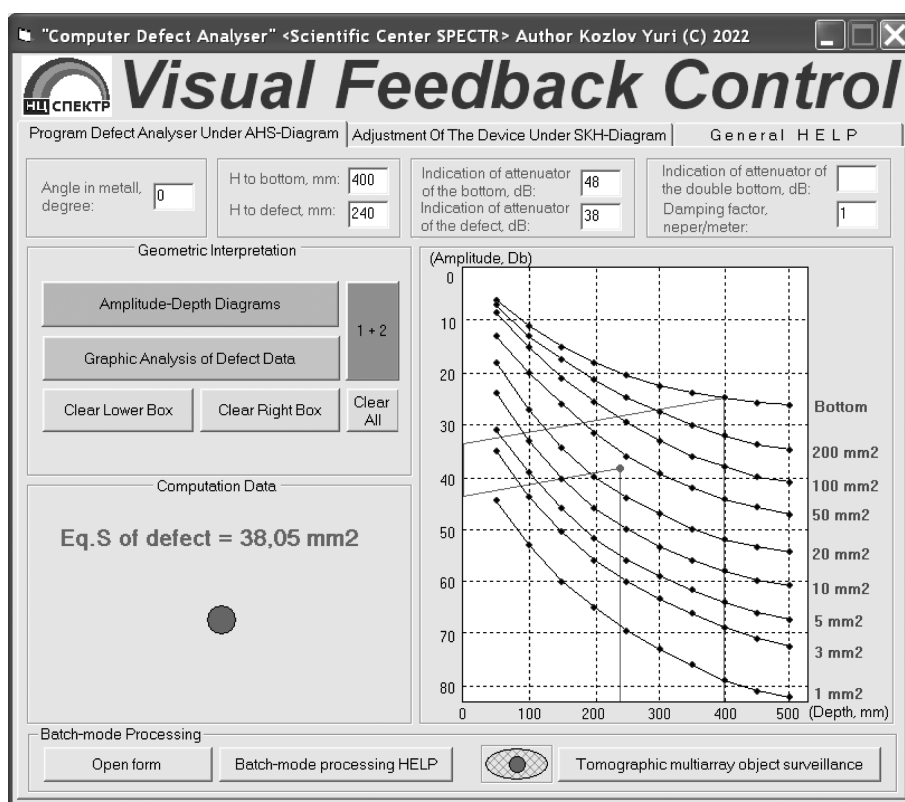 "Computer Defect Analyser" <Scientific Center SPECTR> Author Kozlov Yuri (C) 2022
НЦ СПЕКТР
Visual Feedback Control
Program Defect Analyser Under AHS-Diagram
Adjustment Of The Device Under SKH-Diagram
General HELP
Angle in metall, degree: 0
H to bottom, mm: 400
H to defect, mm: 240
Indication of attenuator of the bottom, dB: 48
Indication of attenuator of the defect, dB: 38
Indication of attenuator of the double bottom, dB:
Damping factor, neper/meter: 1
Geometric Interpretation
Amplitude-Depth Diagrams
Graphic Analysis of Defect Data
1 + 2
Clear Lower Box
Clear Right Box
Clear All
Computation Data
Eq.S of defect = 38,05 mm2
(Amplitude, Db)
0
10
20
30
40
50
60
70
80
Bottom
200 mm2
100 mm2
50 mm2
20 mm2
10 mm2
5 mm2
3 mm2
1 mm2
0 100 200 300 400 500 (Depth, mm)
Batch-mode Processing
Open form
Batch-mode processing HELP
Tomographic multiarray object surveillance